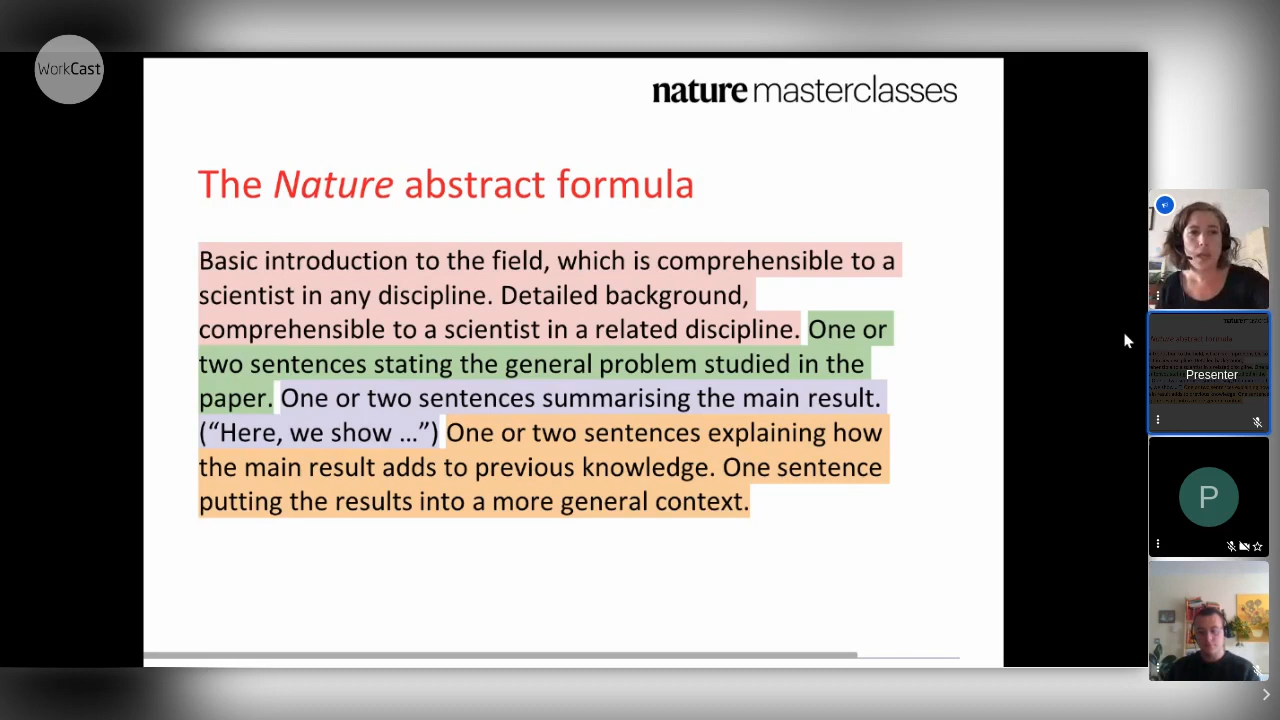 WorkCast
nature masterclasses
The Nature abstract formula
Basic introduction to the field, which is comprehensible to a
scientist in any discipline. Detailed background,
comprehensible to a scientist in a related discipline. One or
two sentences stating the general problem studied in the
paper. One or two sentences summarising the main result.
(“Here, we show …”) One or two sentences explaining how
the main result adds to previous knowledge. One sentence
putting the results into a more general context.
Presenter
P